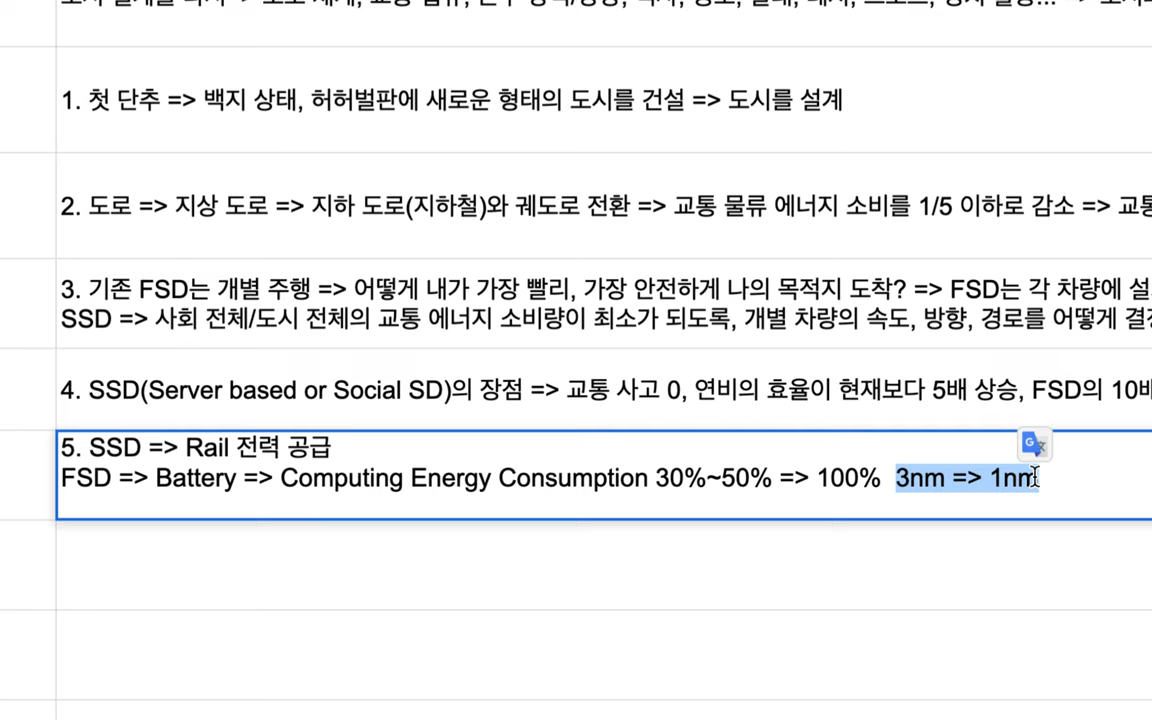 1. 첫 단추 => 백지 상태, 허허벌판에 새로운 형태의 도시를 건설 => 도시를 설계
2. 도로 => 지상 도로 => 지하 도로(지하철)와 궤도로 전환 => 교통 물류 에너지 소비를 1/5 이하로 감소 => 교통
3. 기존 FSD는 개별 주행 => 어떻게 내가 가장 빨리, 가장 안전하게 나의 목적지 도착? => FSD는 각 차량에 설
SSD => 사회 전체/도시 전체의 교통 에너지 소비량이 최소가 되도록, 개별 차량의 속도, 방향, 경로를 어떻게 결정
4. SSD(Server based or Social SD)의 장점 => 교통 사고 0, 연비의 효율이 현재보다 5배 상승, FSD의 10배
5. SSD => Rail 전력 공급
FSD => Battery => Computing Energy Consumption 30%~50% => 100% 3nm => 1nm